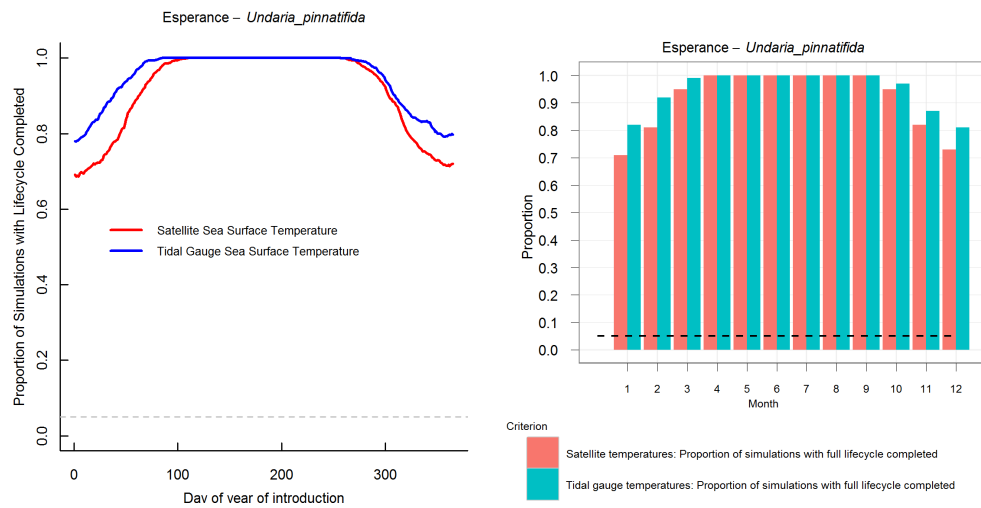 Esperance – Undaria_pinnatifida
Proportion of Simulations with Lifecycle Completed
1.0
0.8
0.6
0.4
0.2
0.0
Satellite Sea Surface Temperature
Tidal Gauge Sea Surface Temperature
0 100 200 300
Day of year of introduction
Esperance – Undaria_pinnatifida
Proportion
1.0
0.9
0.8
0.7
0.6
0.5
0.4
0.3
0.2
0.1
0.0
1 2 3 4 5 6 7 8 9 10 11 12
Month
Criterion
Satellite temperatures: Proportion of simulations with full lifecycle completed
Tidal gauge temperatures: Proportion of simulations with full lifecycle completed